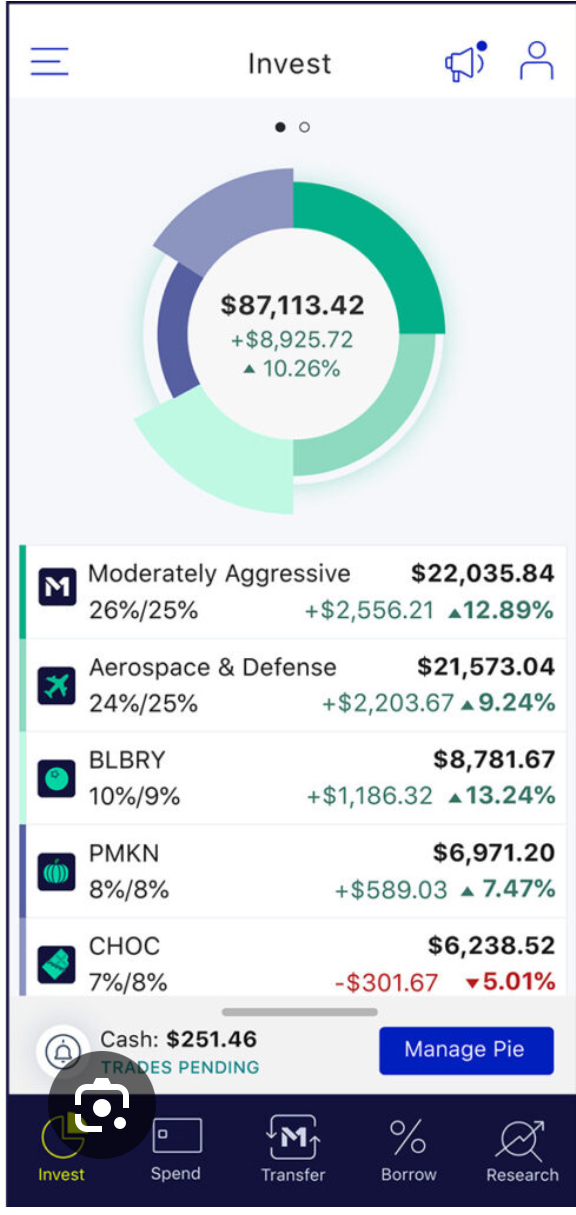 Invest
$87,113.42
+$8,925.72
▲ 10.26%
Moderately Aggressive $22,035.84
26%/25% +$2,556.21 ▲12.89%
Aerospace & Defense $21,573.04
24%/25% +$2,203.67 ▲9.24%
BLBRY $8,781.67
10%/9% +$1,186.32 ▲13.24%
PMKN $6,971.20
8%/8% +$589.03 ▲ 7.47%
CHOC $6,238.52
7%/8% -$301.67 ▼5.01%
Cash: $251.46
TRADES PENDING
Manage Pie
Invest Spend Transfer Borrow Research